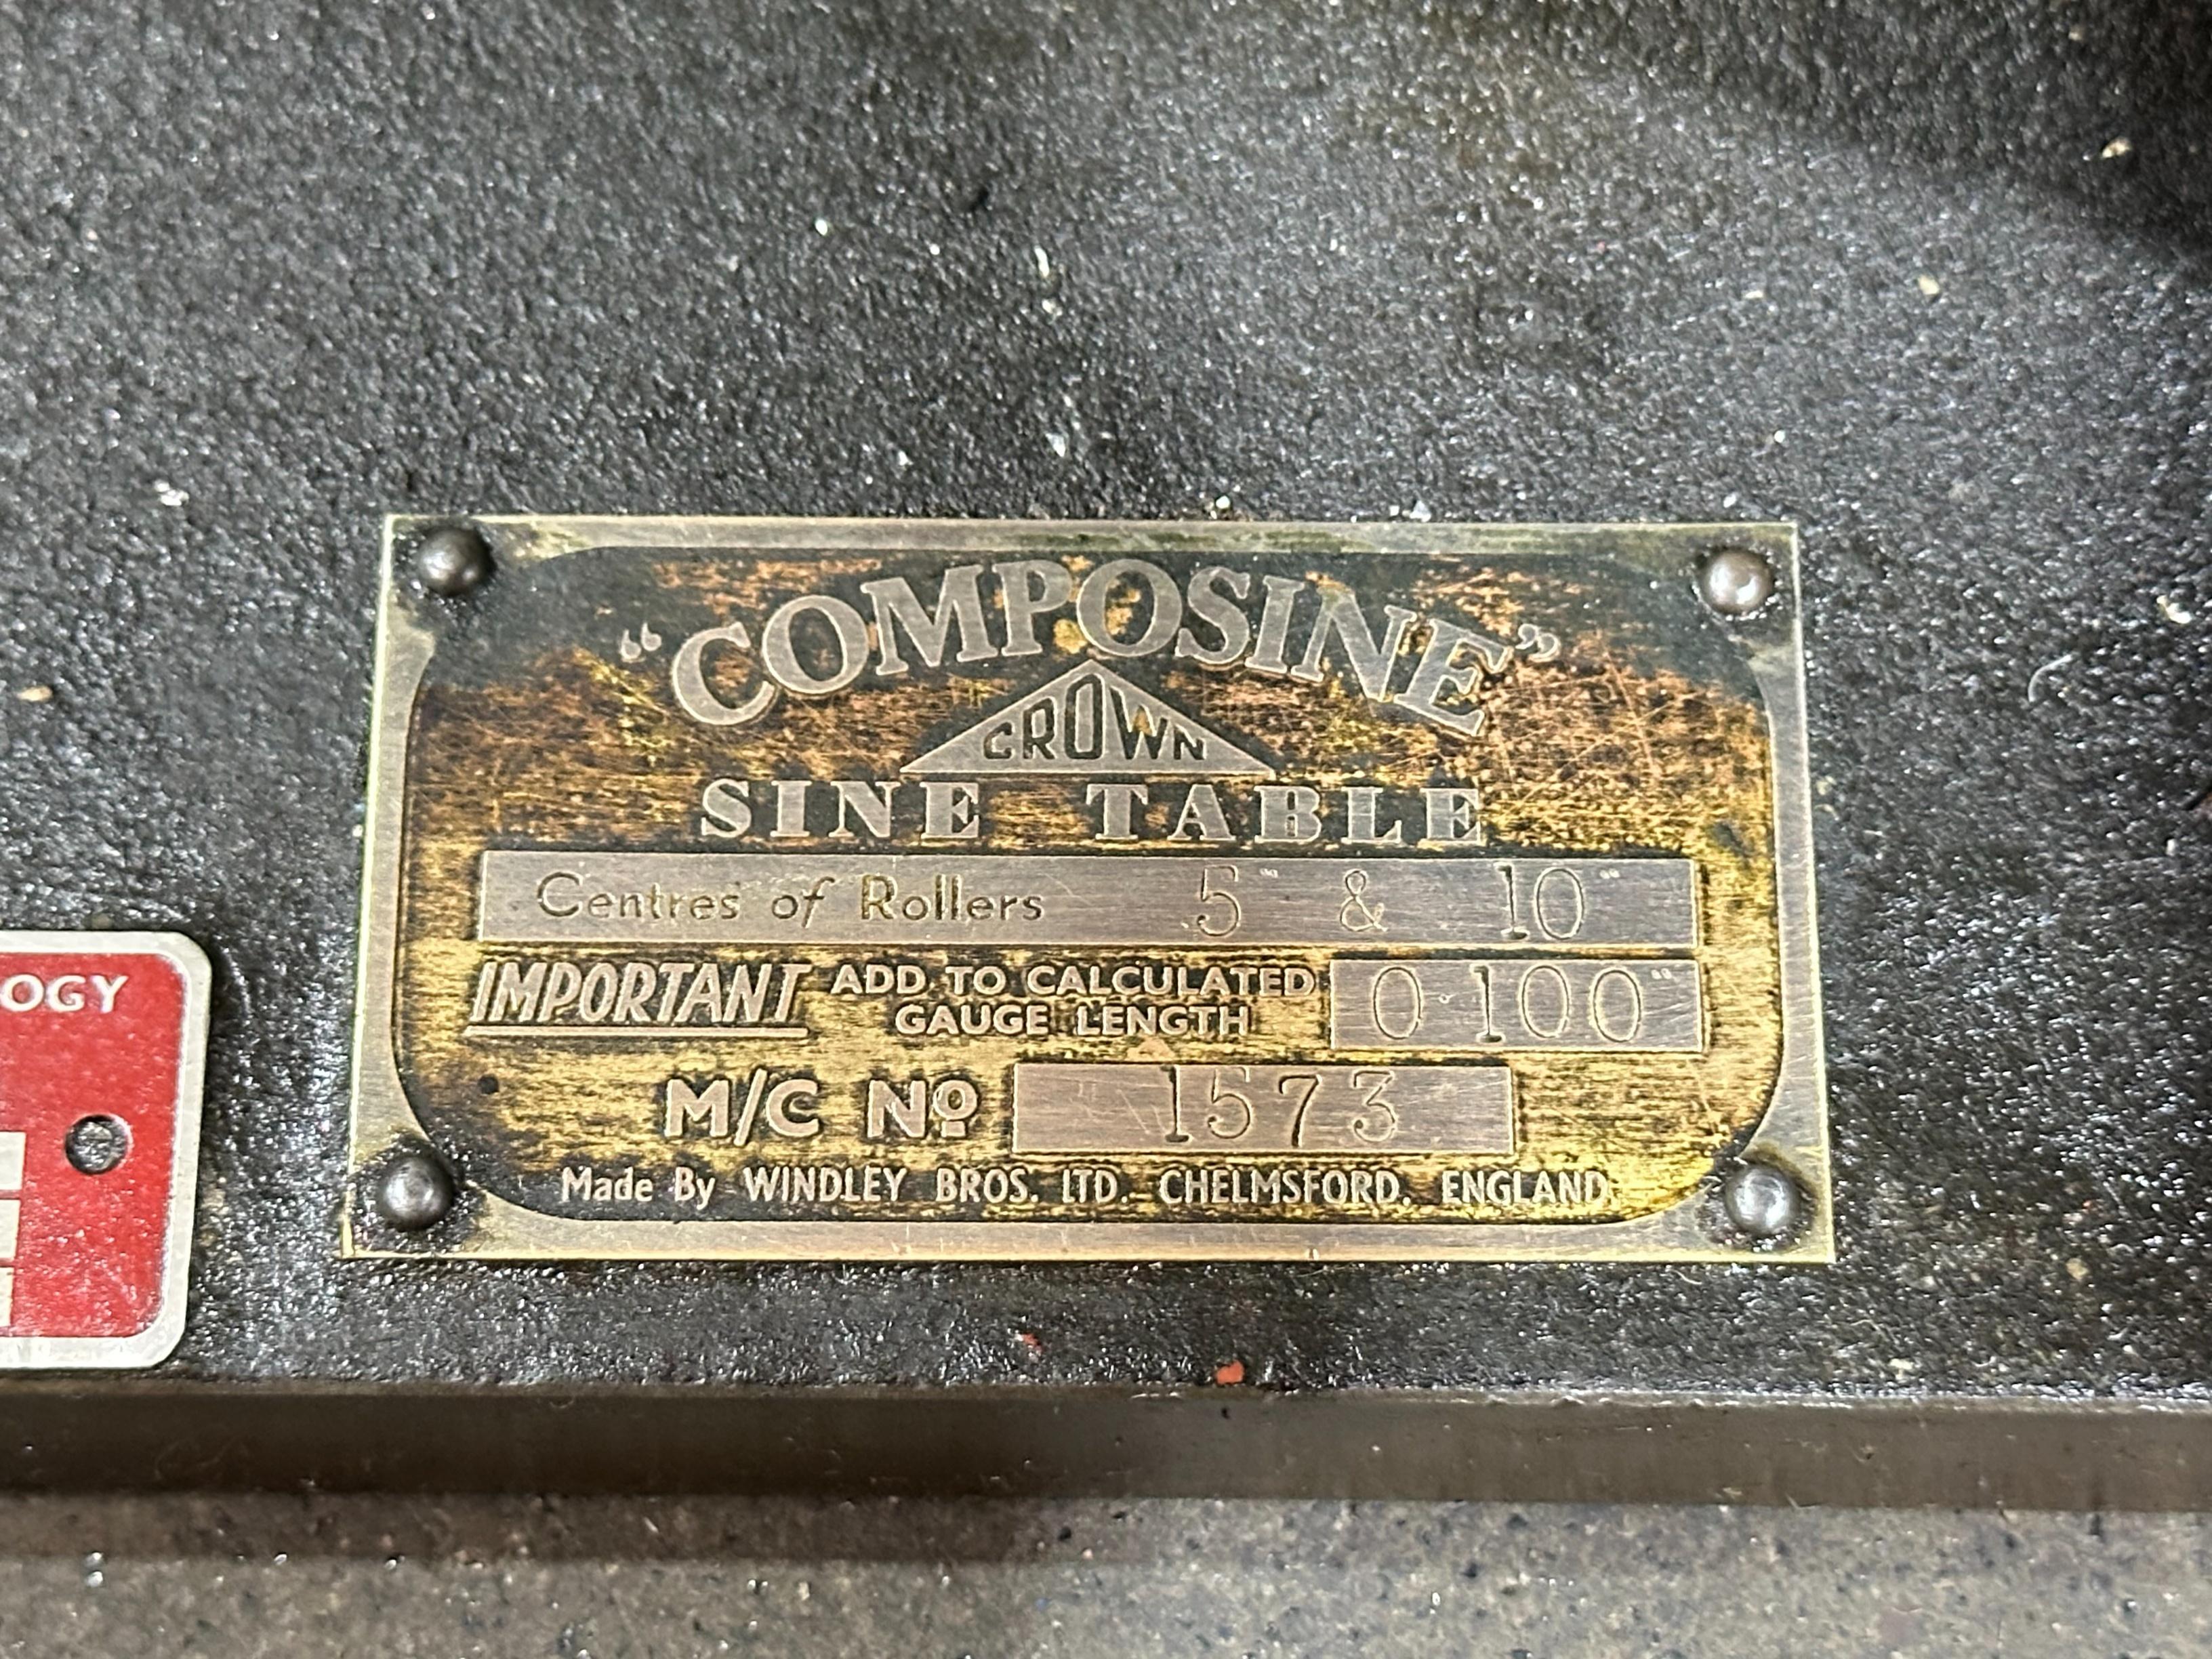 “COMPOSINE”
CROWN
SINE TABLE
Centres of Rollers 5" & 10"
IMPORTANT ADD TO CALCULATED
GAUGE LENGTH 0·100"
M/C No 1573
Made By WINDLEY BROS. LTD. CHELMSFORD. ENGLAND
OGY